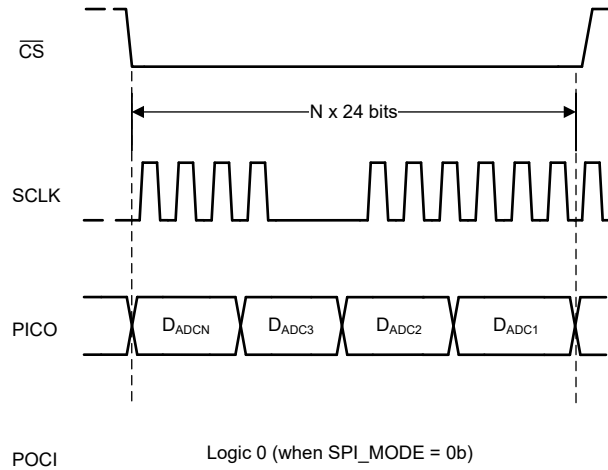 CS
N x 24 bits
SCLK
PICO
DADCN DADC3 DADC2 DADC1
POCI Logic 0 (when SPI_MODE = 0b)